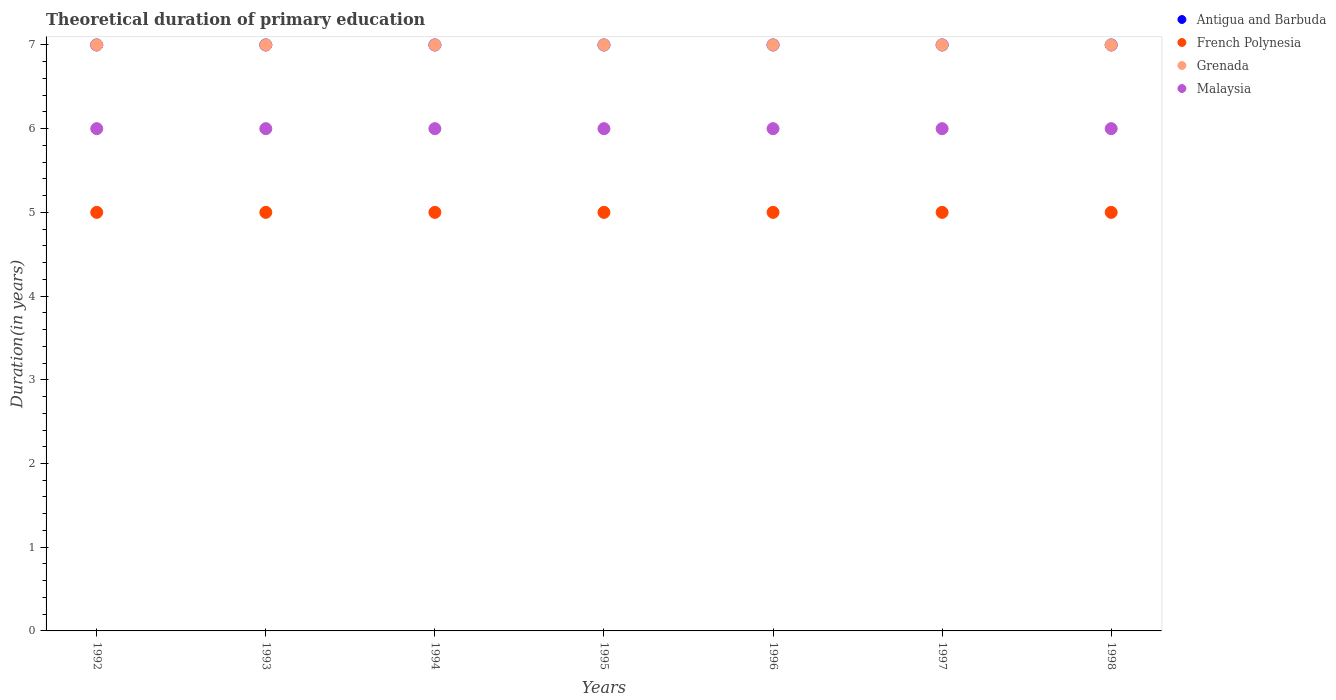 Theoretical duration of primary education
Antigua and Barbuda
French Polynesia
Grenada
Malaysia
Duration(in years)
7
6
5
4
3
2
1
0
1992
1993
1994
1995
1996
1997
1998
Years